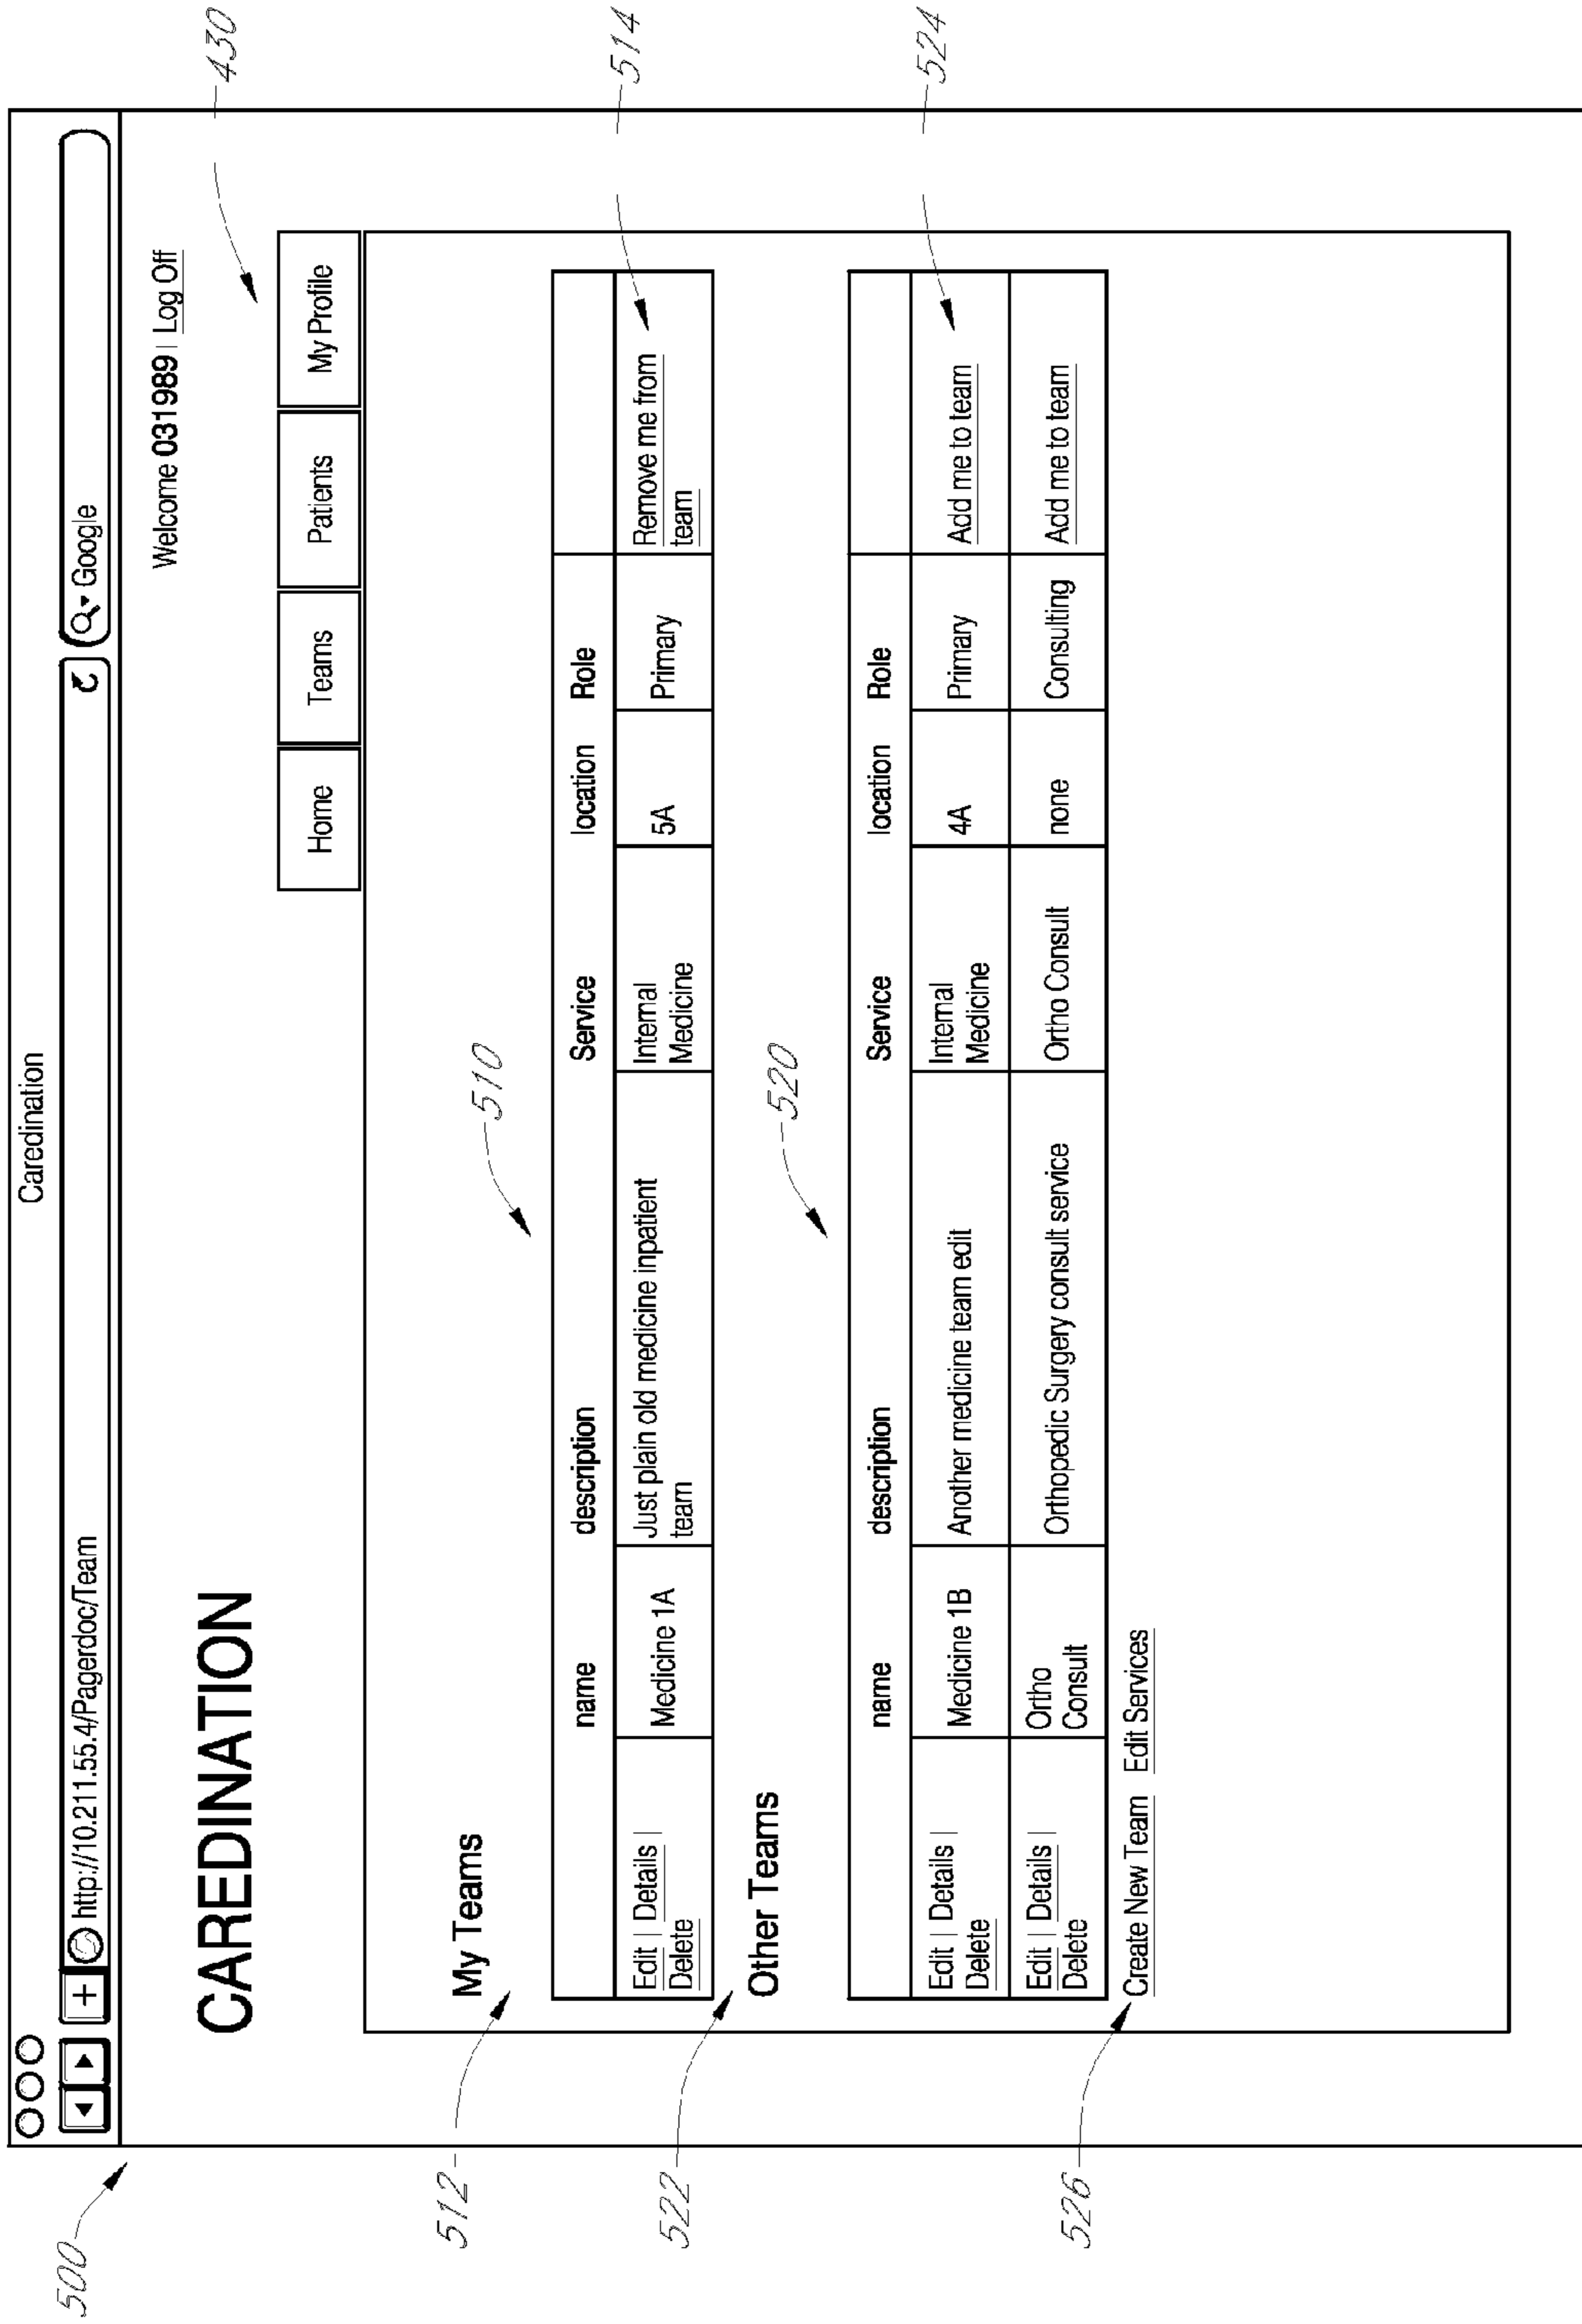 500
Caredination
http://10.211.55.4/Pagerdoc/Team
Google
CAREDINATION
Welcome 031989 | Log Off
430
Home
Teams
Patients
My Profile
512
My Teams
510
name
description
Service
location
Role
Edit | Details |
Delete
Medicine 1A
Just plain old medicine inpatient
team
Internal
Medicine
5A
Primary
Remove me from
team
514
522
Other Teams
520
name
description
Service
location
Role
Edit | Details |
Delete
Medicine 1B
Another medicine team edit
Internal
Medicine
4A
Primary
Add me to team
524
Edit | Details |
Delete
Ortho
Consult
Orthopedic Surgery consult service
Ortho Consult
none
Consulting
Add me to team
526
Create New Team Edit Services